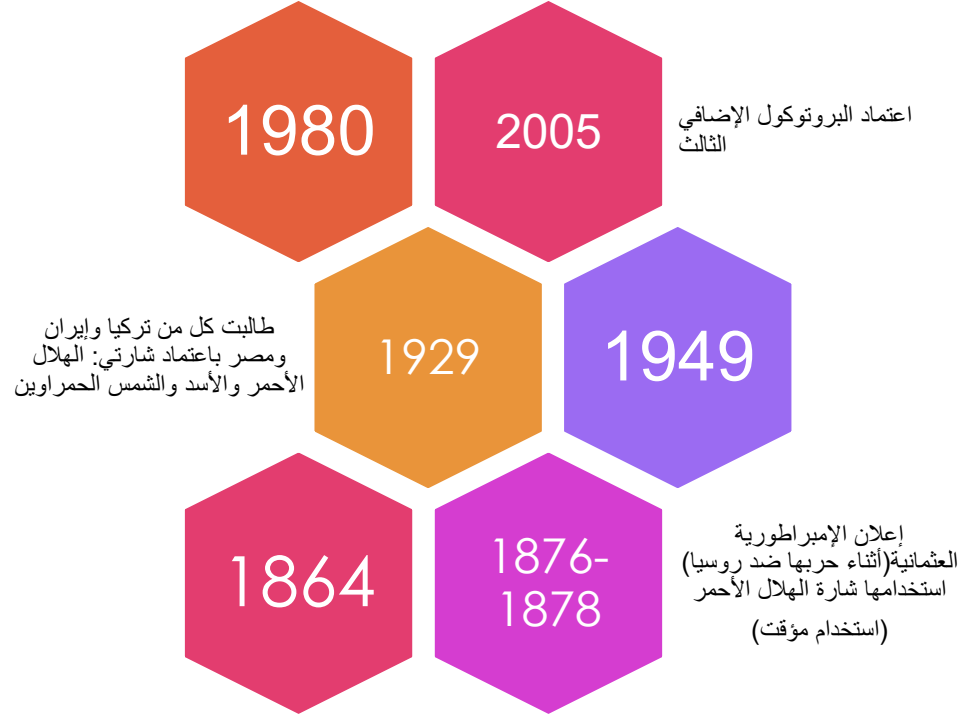 1980
2005
اعتماد البروتوكول الإضافي
الثالث
طالبت كل من تركيا وإيران
ومصر باعتماد شارتي: الهلال
الأحمر والأسد والشمس الحمراوين
1929
1949
1864
1876-
1878
إعلان الإمبراطورية
العثمانية(أثناء حربها ضد روسيا)
استخدامها شارة الهلال الأحمر
(استخدام مؤقت)